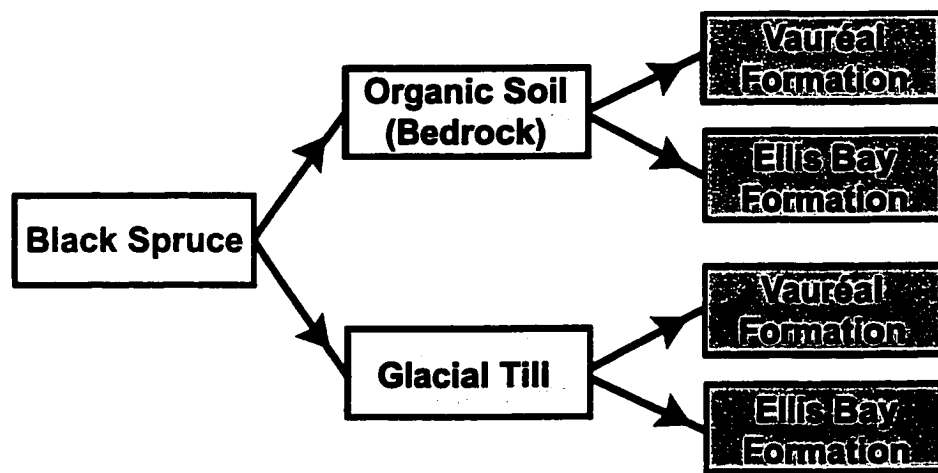 Black Spruce
Organic Soil
(Bedrock)
Glacial Till
Vauréal
Formation
Ellis Bay
Formation
Vauréal
Formation
Ellis Bay
Formation